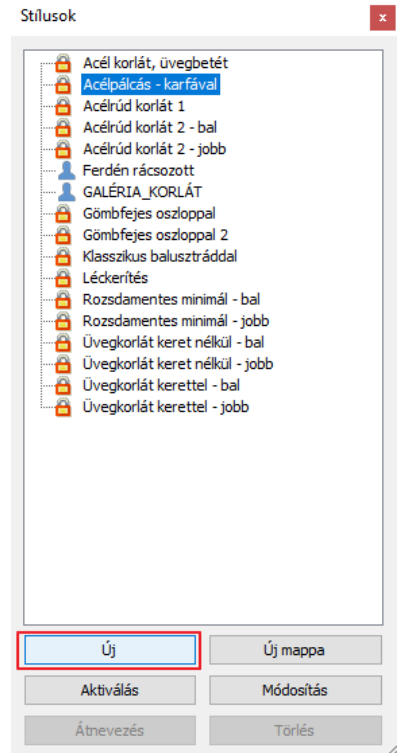 Stílusok
x
Acél korlát, üvegbetét
Acélpálcás - karfával
Acélrúd korlát 1
Acélrúd korlát 2 - bal
Acélrúd korlát 2 - jobb
Ferdén rácsozott
GALÉRIA_KORLÁT
Gömbfejes oszloppal
Gömbfejes oszloppal 2
Klasszikus balusztráddal
Léckerítés
Rozsdamentes minimál - bal
Rozsdamentes minimál - jobb
Üvegkorlát keret nélkül - bal
Üvegkorlát keret nélkül - jobb
Üvegkorlát kerettel - bal
Üvegkorlát kerettel - jobb
Új Új mappa
Aktiválás Módosítás
Átnevezés Törlés